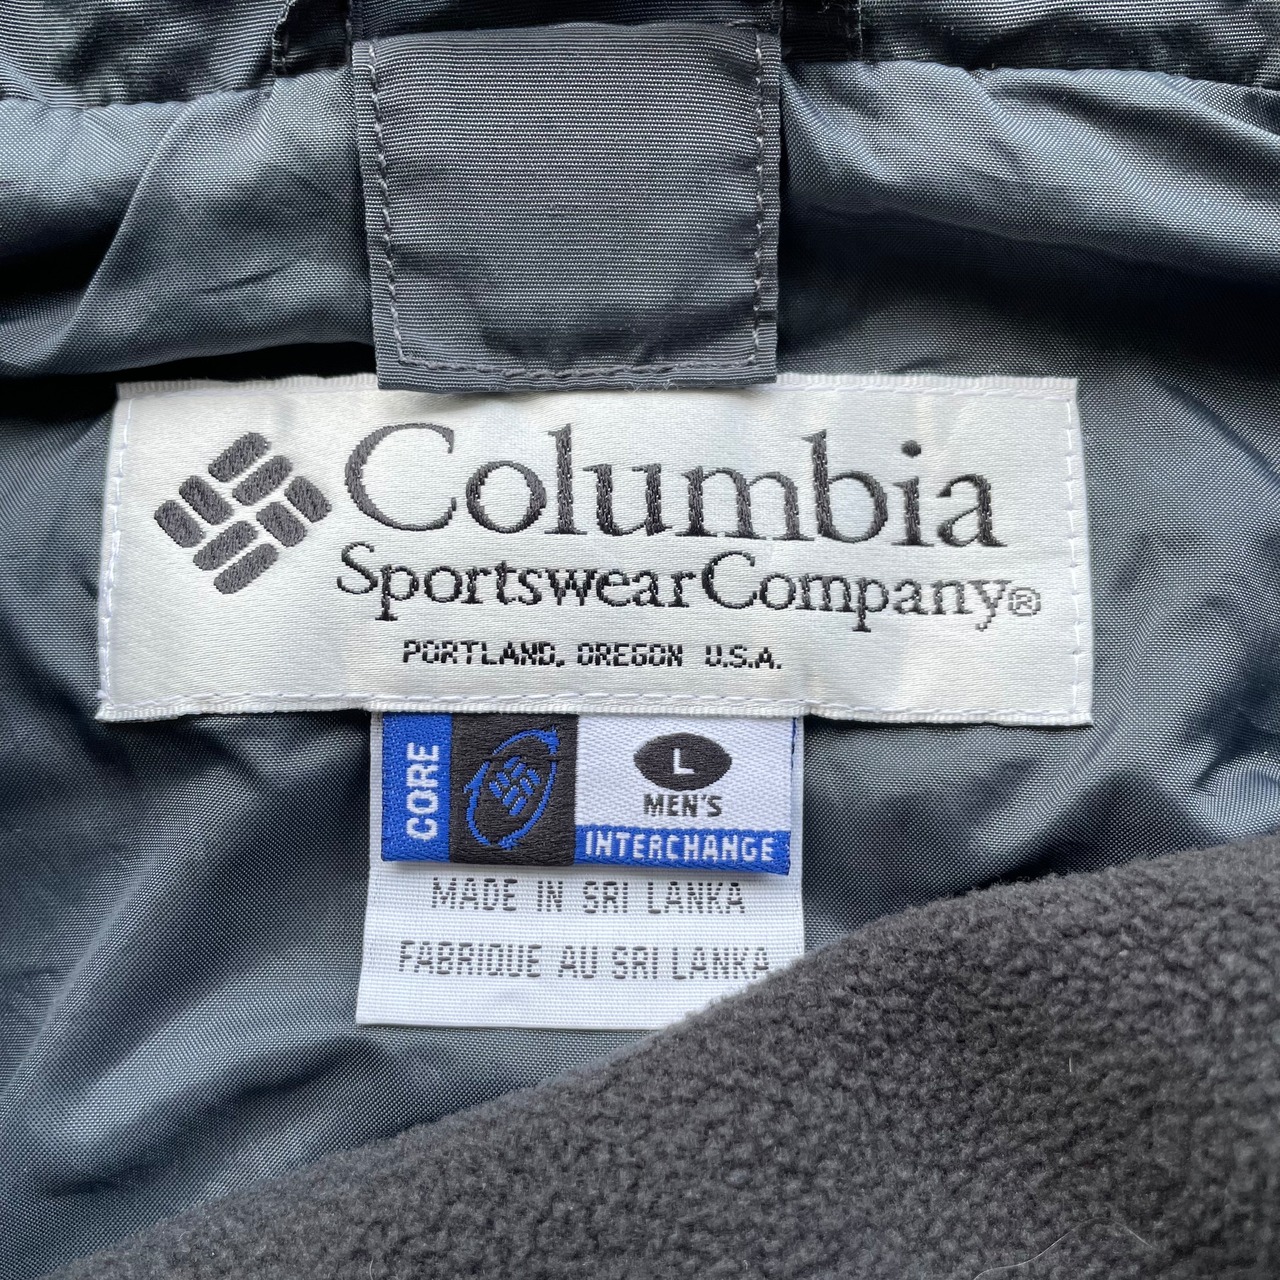 Columbia
Sportswear Company®
PORTLAND, OREGON U.S.A.
CORE
L
MEN'S
INTERCHANGE
MADE IN SRI LANKA
FABRIQUE AU SRI LANKA